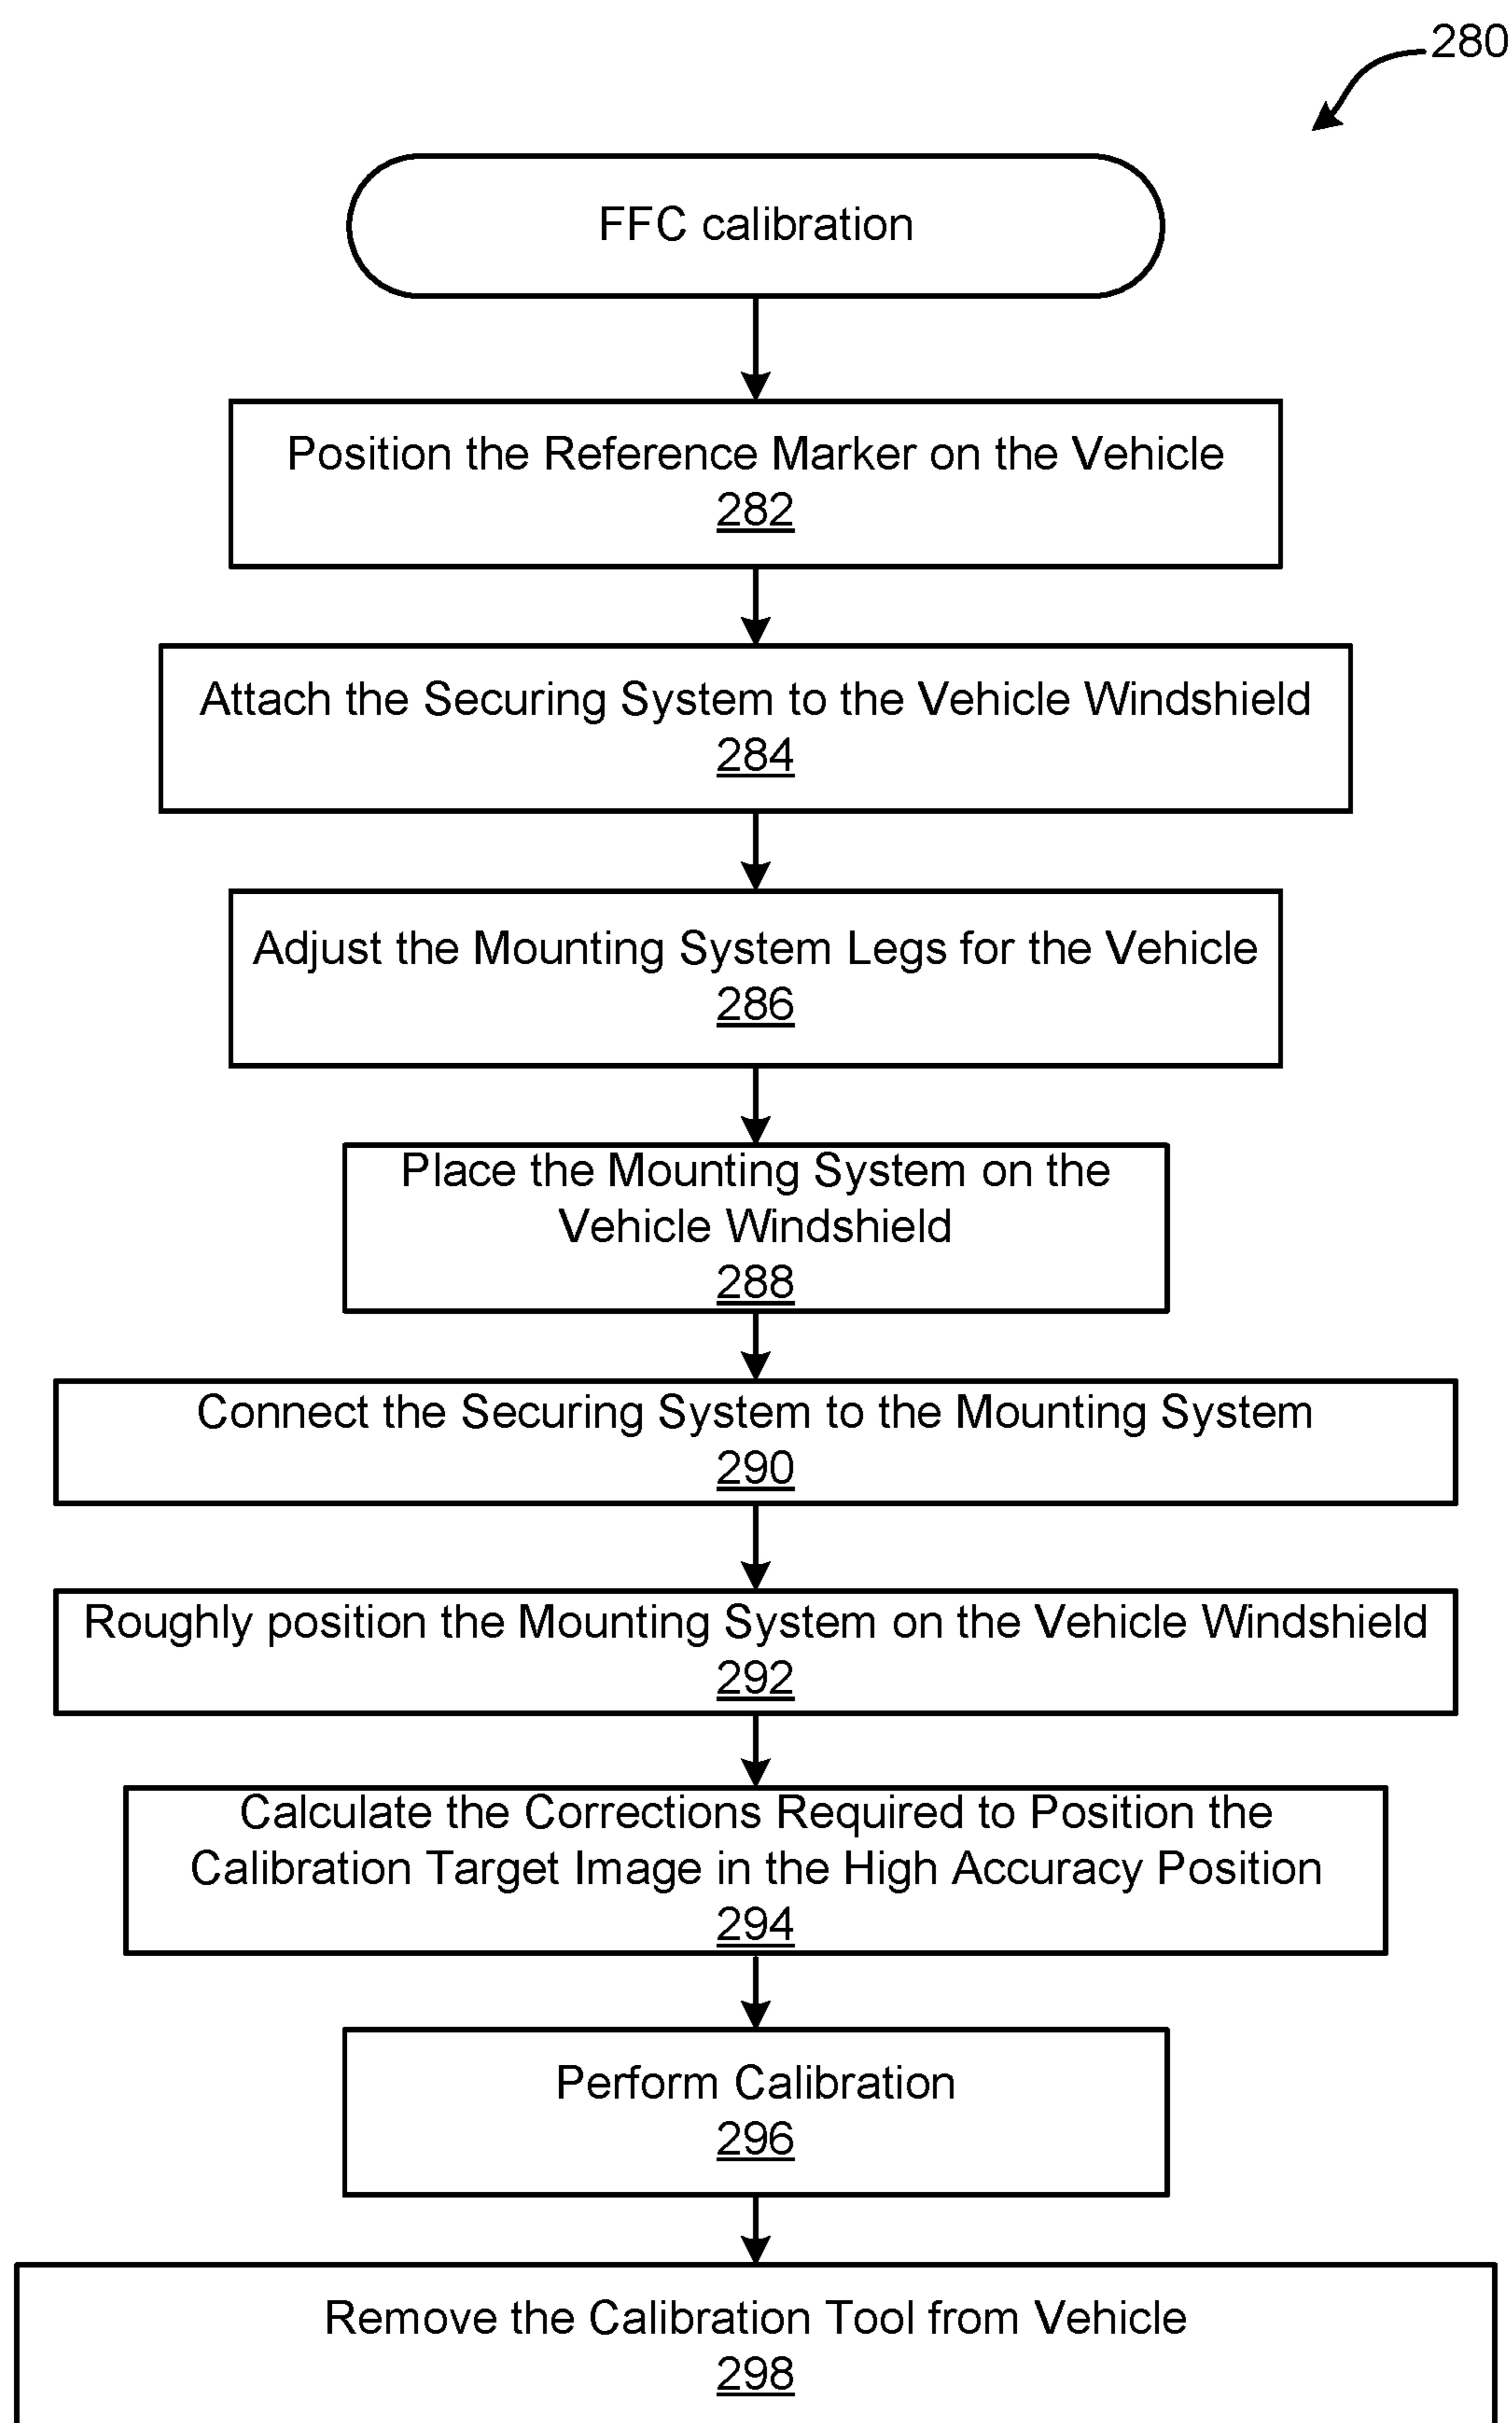 280
FFC calibration
Position the Reference Marker on the Vehicle
282
Attach the Securing System to the Vehicle Windshield
284
Adjust the Mounting System Legs for the Vehicle
286
Place the Mounting System on the
Vehicle Windshield
288
Connect the Securing System to the Mounting System
290
Roughly position the Mounting System on the Vehicle Windshield
292
Calculate the Corrections Required to Position the
Calibration Target Image in the High Accuracy Position
294
Perform Calibration
296
Remove the Calibration Tool from Vehicle
298